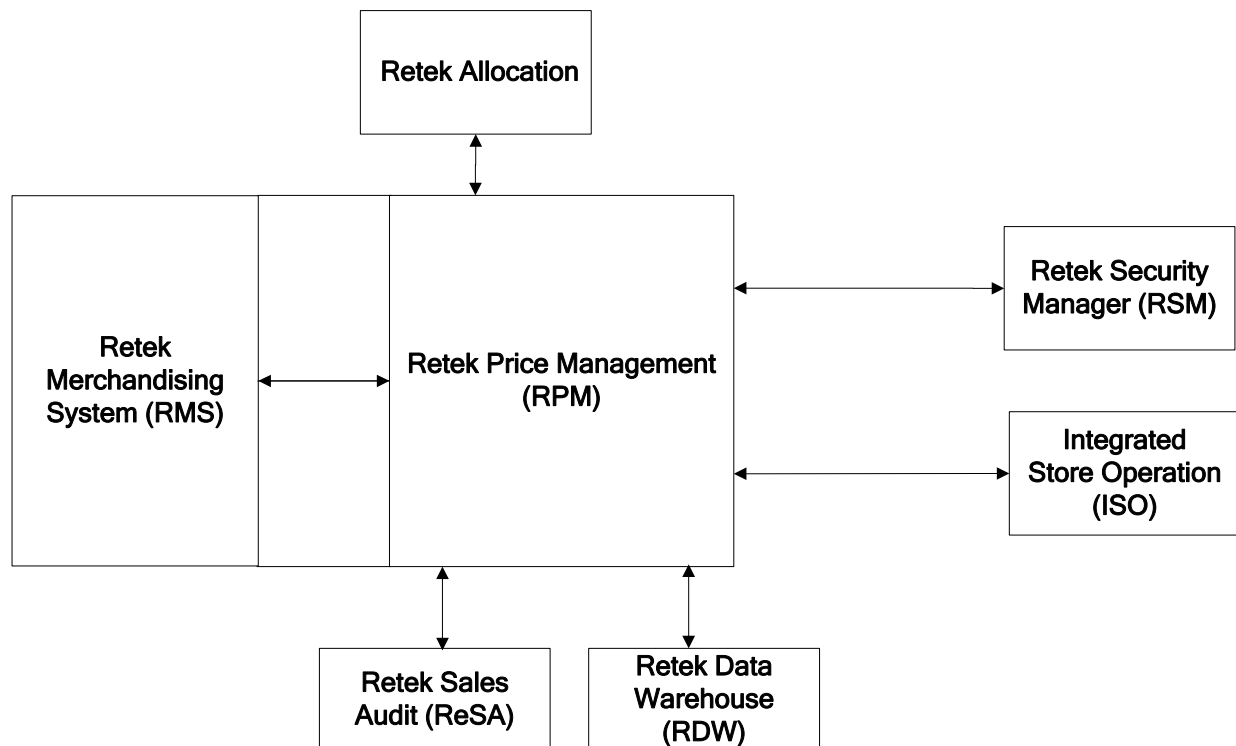 Retek Allocation
Retek
Merchandising
System (RMS)
Retek Price Management
(RPM)
Retek Security
Manager (RSM)
Integrated
Store Operation
(ISO)
Retek Sales
Audit (ReSA)
Retek Data
Warehouse
(RDW)